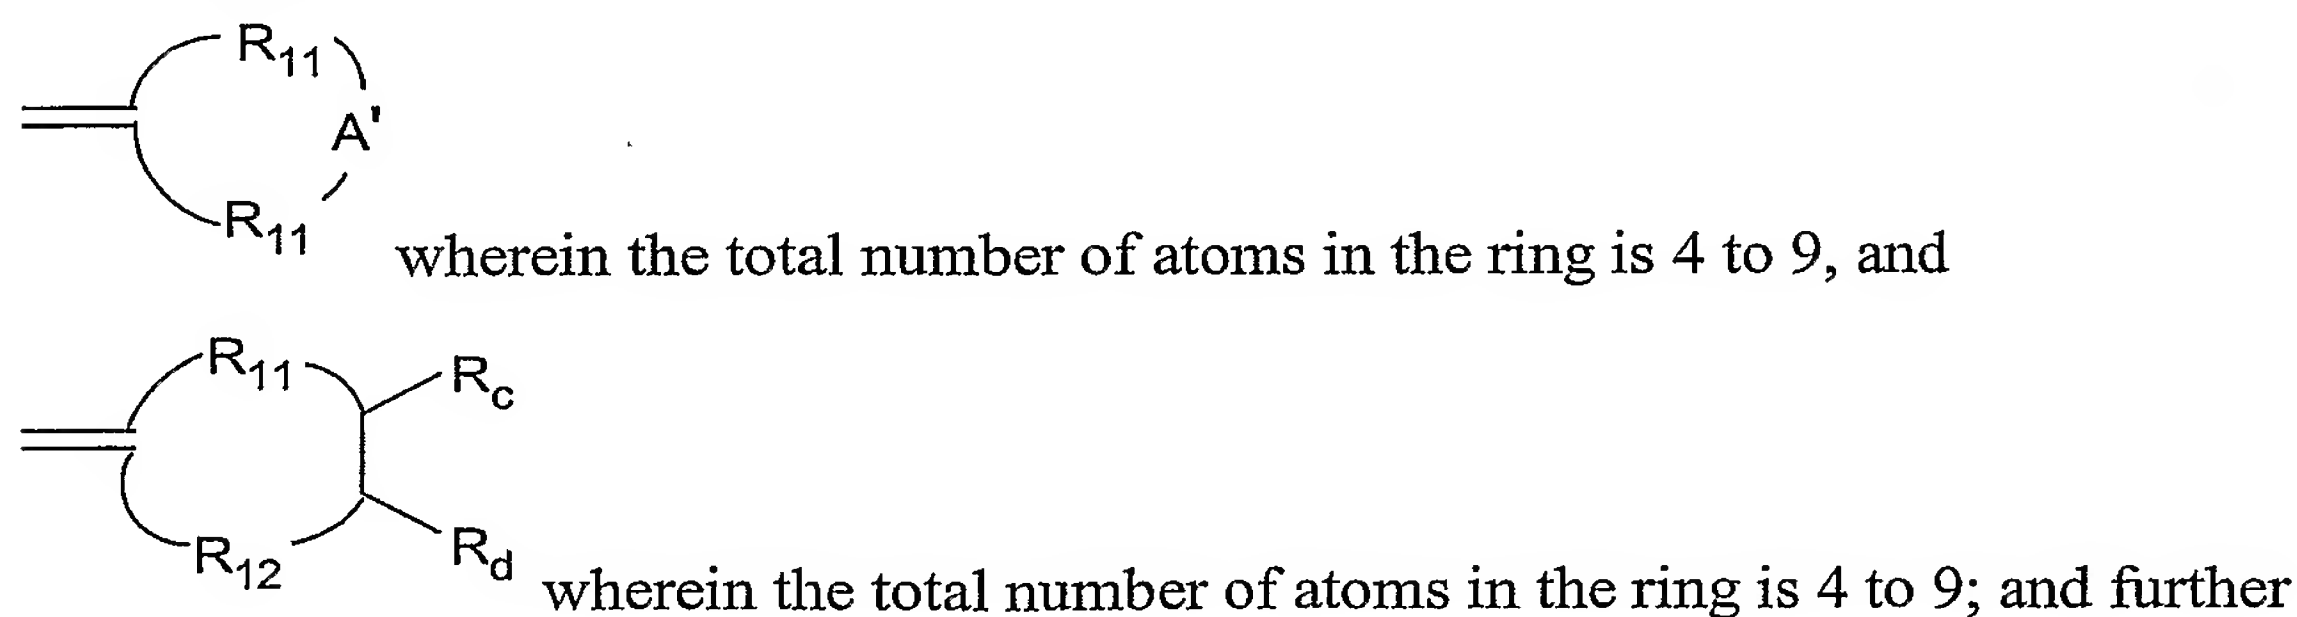 R11
A'
R11
wherein the total number of atoms in the ring is 4 to 9, and
R11
Rc
R12
Rd
wherein the total number of atoms in the ring is 4 to 9; and further